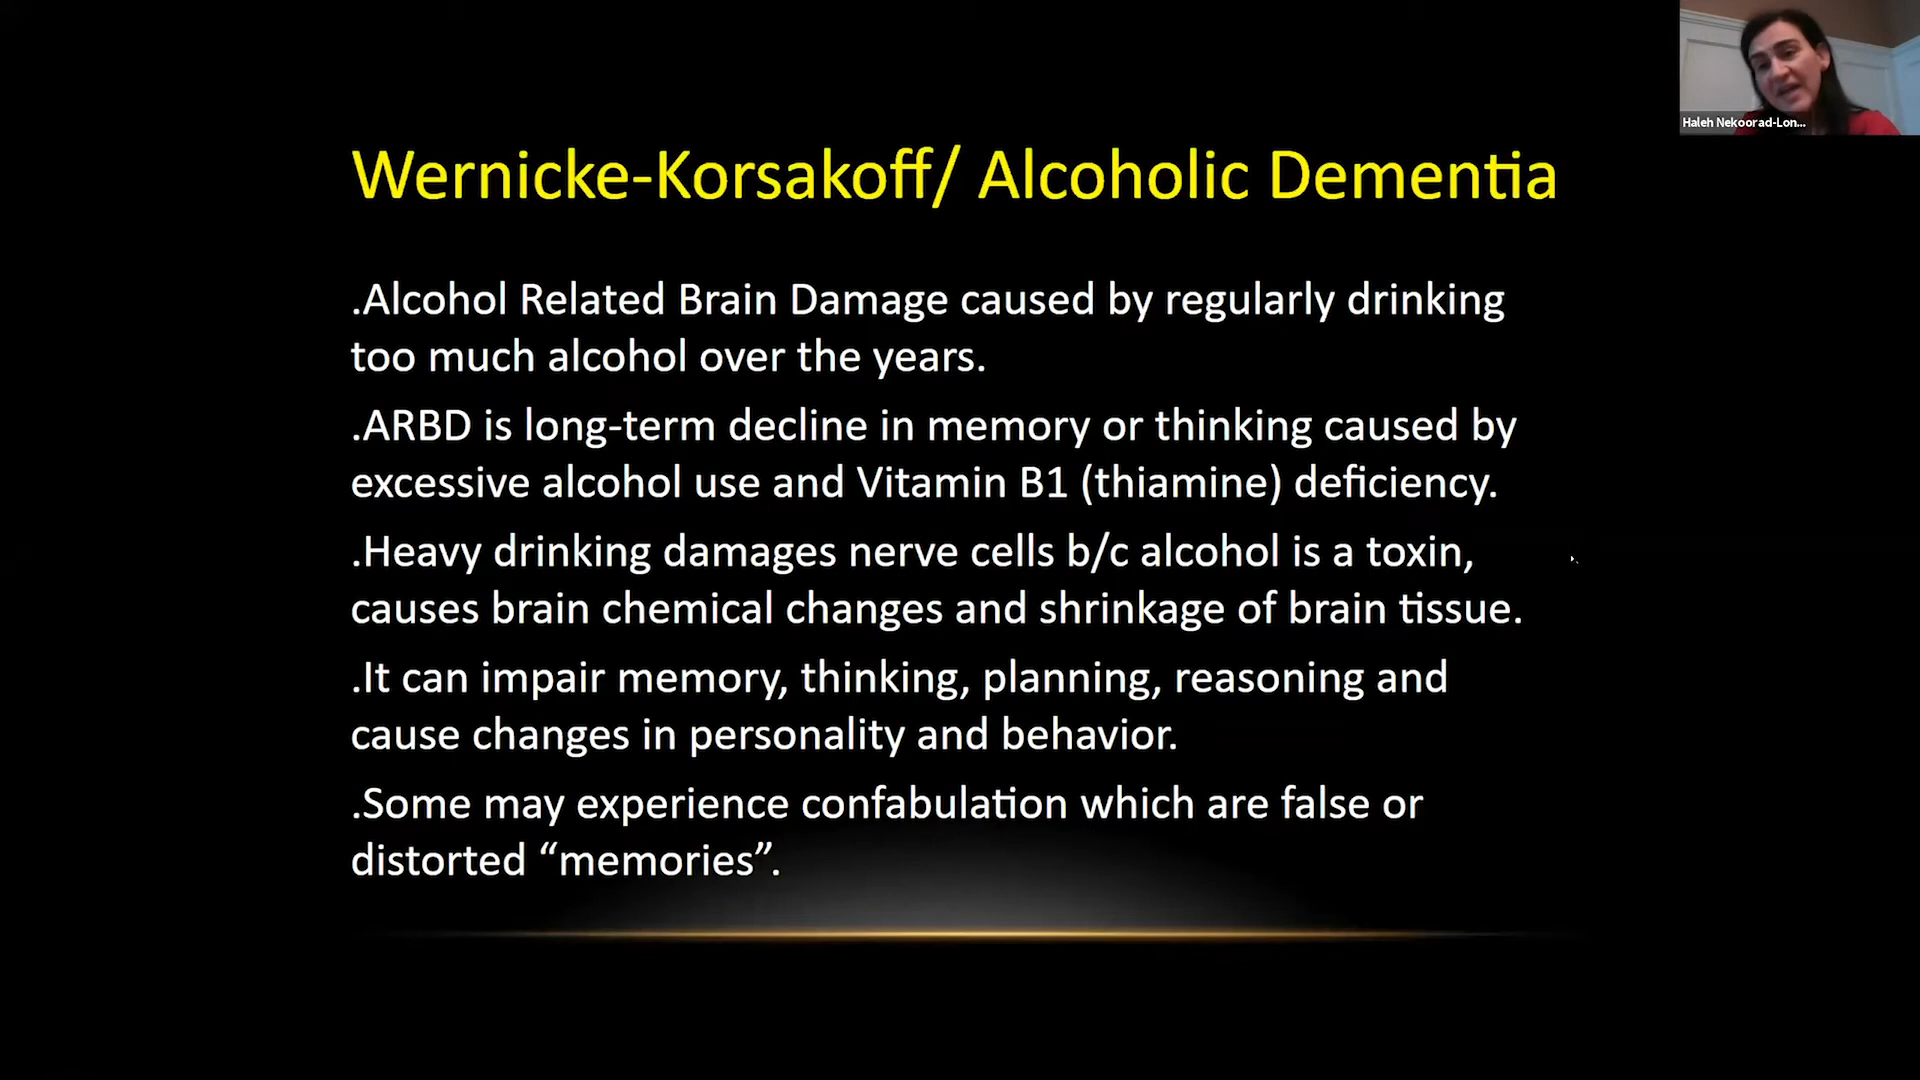 Haleh Nekoorad-Lon...
Wernicke-Korsakoff/ Alcoholic Dementia
.Alcohol Related Brain Damage caused by regularly drinking
too much alcohol over the years.
.ARBD is long-term decline in memory or thinking caused by
excessive alcohol use and Vitamin B1 (thiamine) deficiency.
.Heavy drinking damages nerve cells b/c alcohol is a toxin,
causes brain chemical changes and shrinkage of brain tissue.
.It can impair memory, thinking, planning, reasoning and
cause changes in personality and behavior.
.Some may experience confabulation which are false or
distorted “memories”.